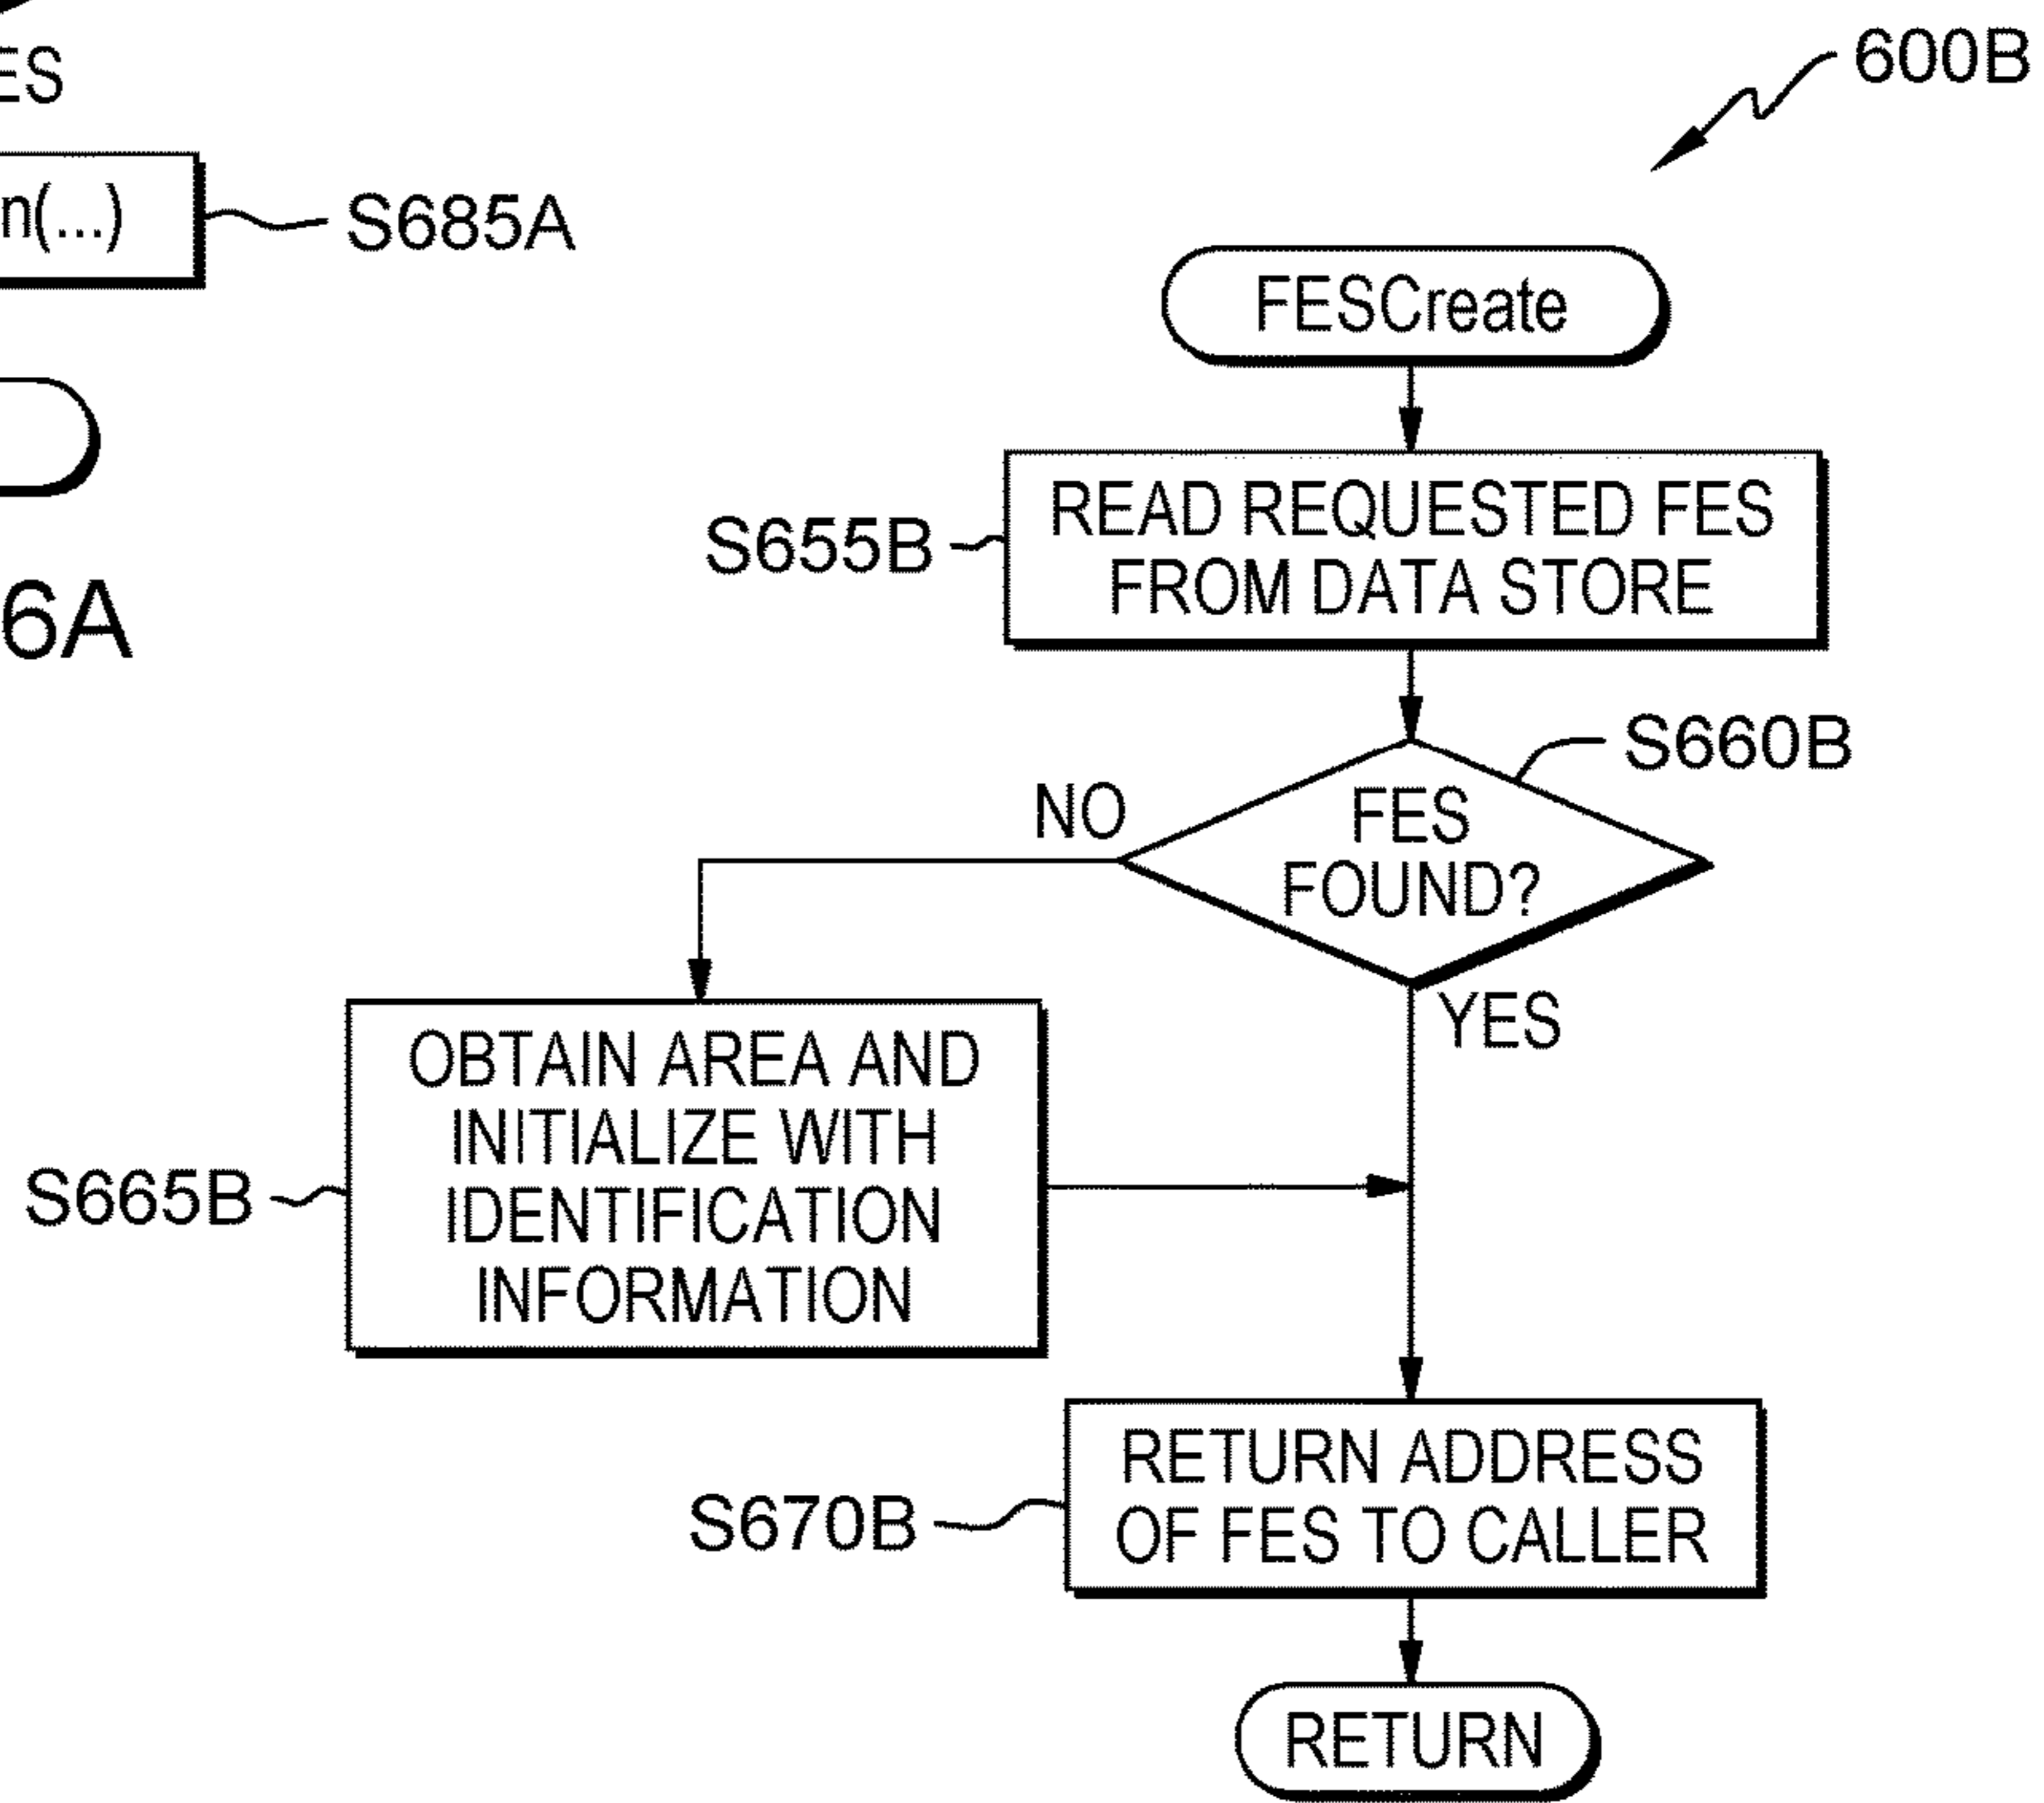 600B
ES
n(...)
S685A
6A
FESCreate
S655B
READ REQUESTED FES
FROM DATA STORE
S660B
FES
FOUND?
NO
YES
S665B
OBTAIN AREA AND
INITIALIZE WITH
IDENTIFICATION
INFORMATION
S670B
RETURN ADDRESS
OF FES TO CALLER
RETURN